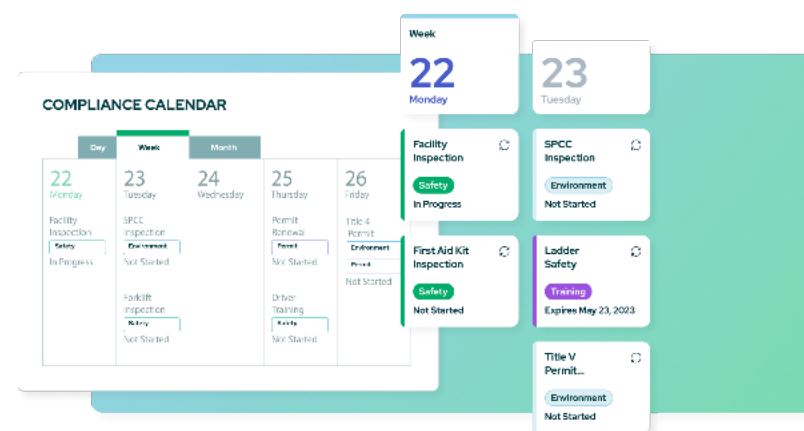 COMPLIANCE CALENDAR
Day Week Month
22 23 24 25 26
Monday Tuesday Wednesday Thursday Friday
Facility
Inspection
Safety
In Progress
SPCC
Inspection
Environment
Not Started
Forklift
Inspection
Safety
Not Started
Permit
Renewal
Permit
Not Started
Driver
Training
Safety
Not Started
Title 4
Permit
Environment
Permit
Not Started
Week
22
Monday
Facility
Inspection
Safety
In Progress
First Aid Kit
Inspection
Safety
Not Started
23
Tuesday
SPCC
Inspection
Environment
Not Started
Ladder
Safety
Training
Expires May 23, 2023
Title V
Permit...
Environment
Not Started